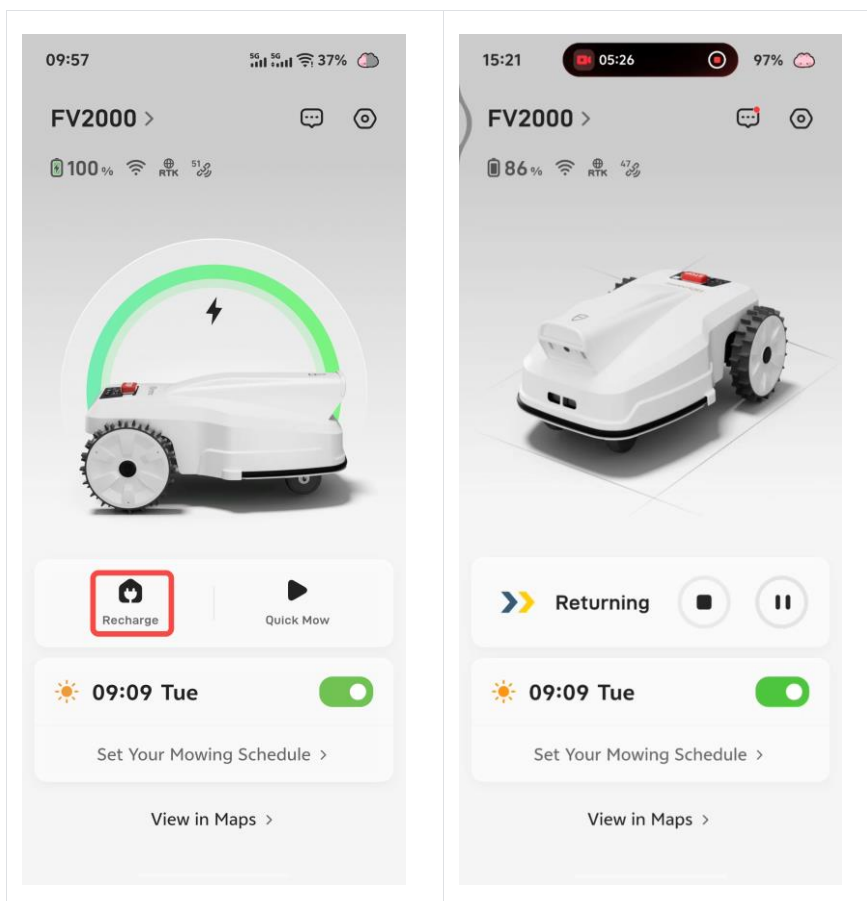 09:57
5G 5G 37%
FV2000 >
100% RTK 51
Recharge
Quick Mow
09:09 Tue
Set Your Mowing Schedule >
View in Maps >
15:21
05:26
97%
FV2000 >
86% RTK 47
Returning
09:09 Tue
Set Your Mowing Schedule >
View in Maps >